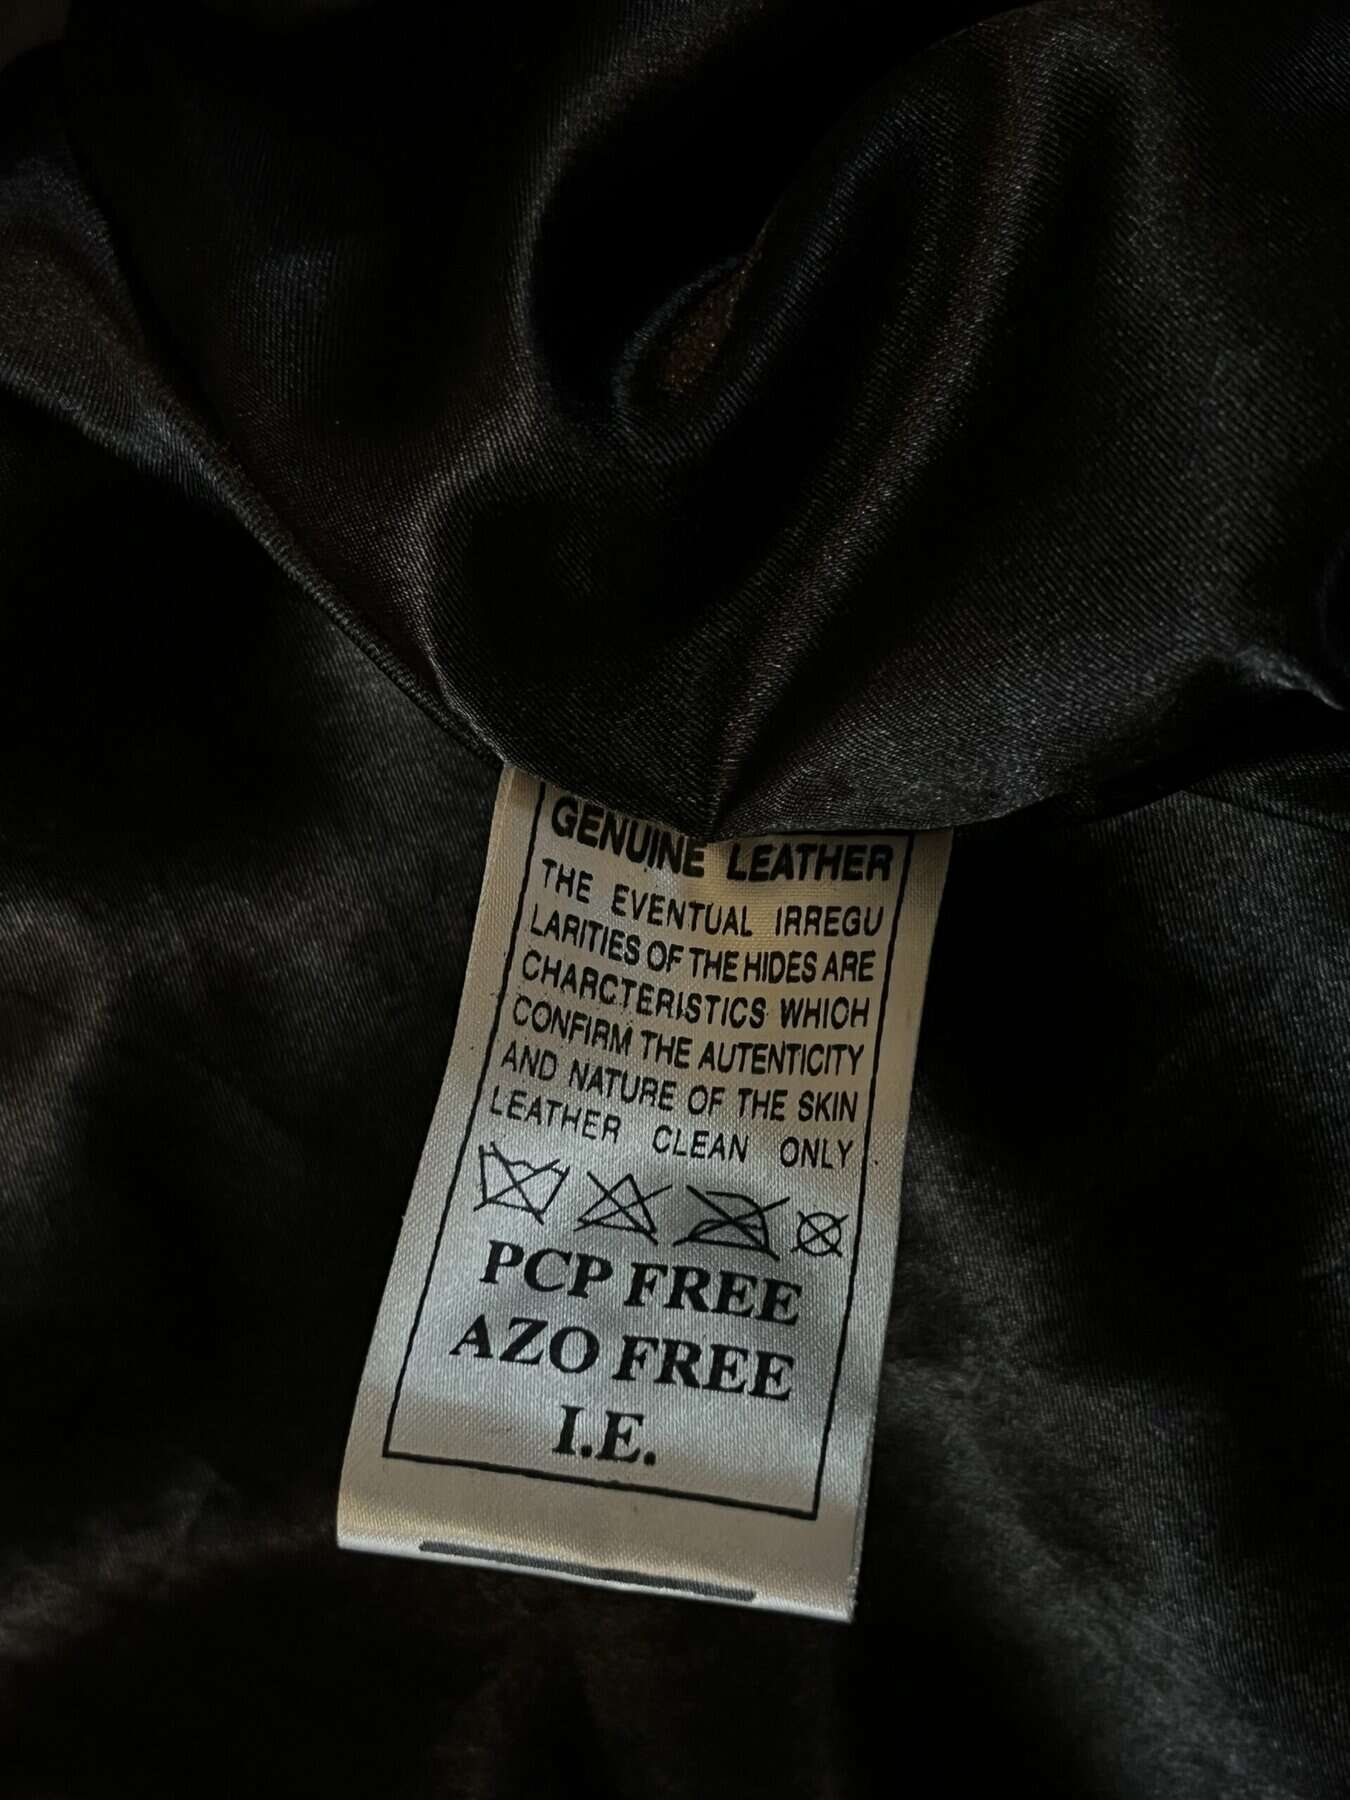 GENUINE LEATHER
THE EVENTUAL IRREGU
LARITIES OF THE HIDES ARE
CHARCTERISTICS WHICH
CONFIRM THE AUTENTICITY
AND NATURE OF THE SKIN
LEATHER CLEAN ONLY
PCP FREE
AZO FREE
I.E.